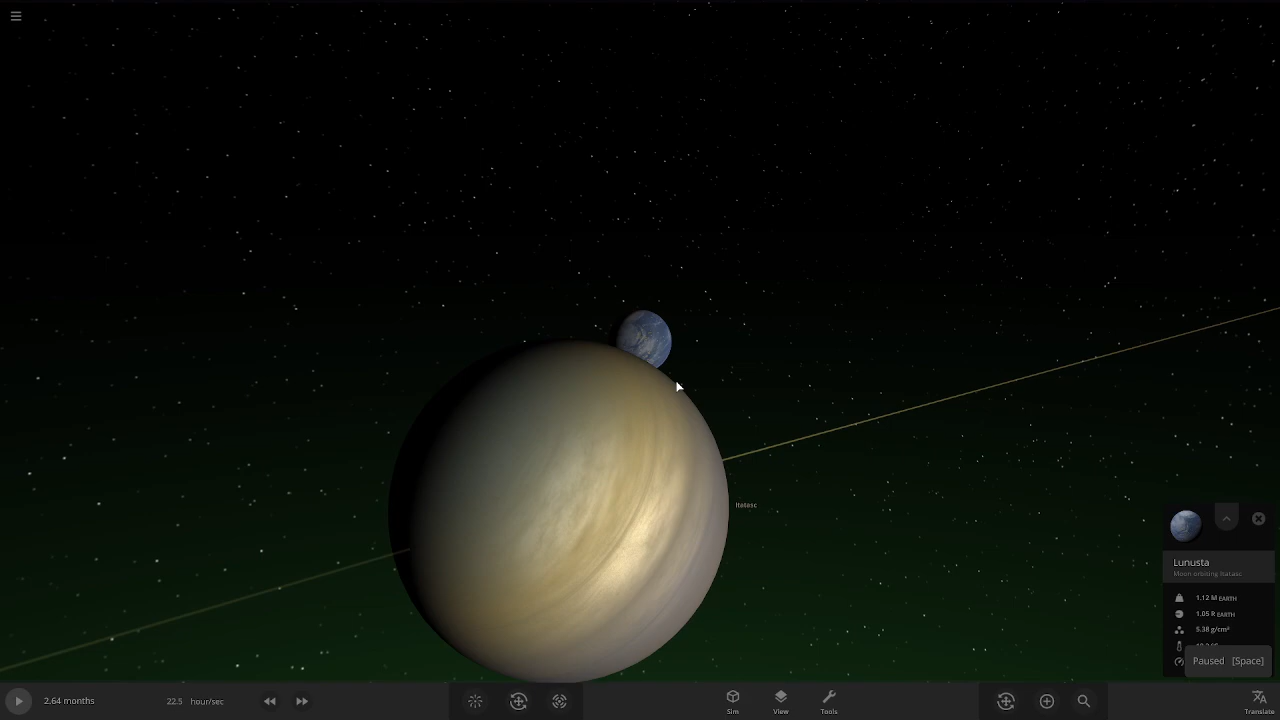 Itatasc
Lunusta
Moon orbiting Itatasc
1.12 M EARTH
1.05 R EARTH
5.38 g/cm³
Paused [Space]
2.64 months
22.5 hour/sec
Sim
View
Tools
Translate